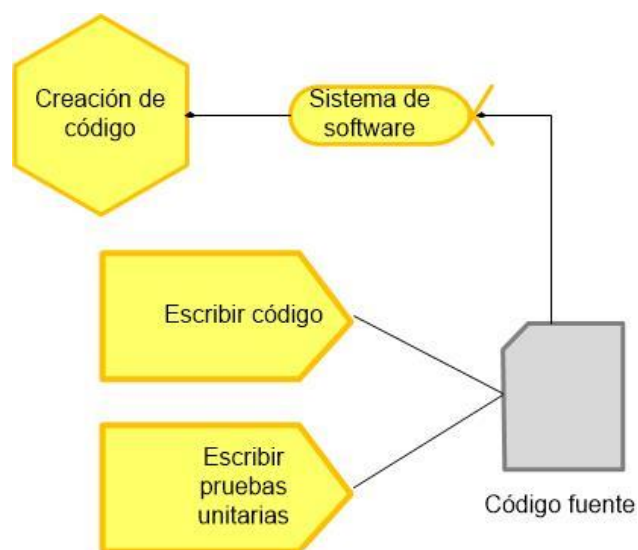 Creación de
código
Sistema de
software
Escribir código
Escribir
pruebas
unitarias
Código fuente